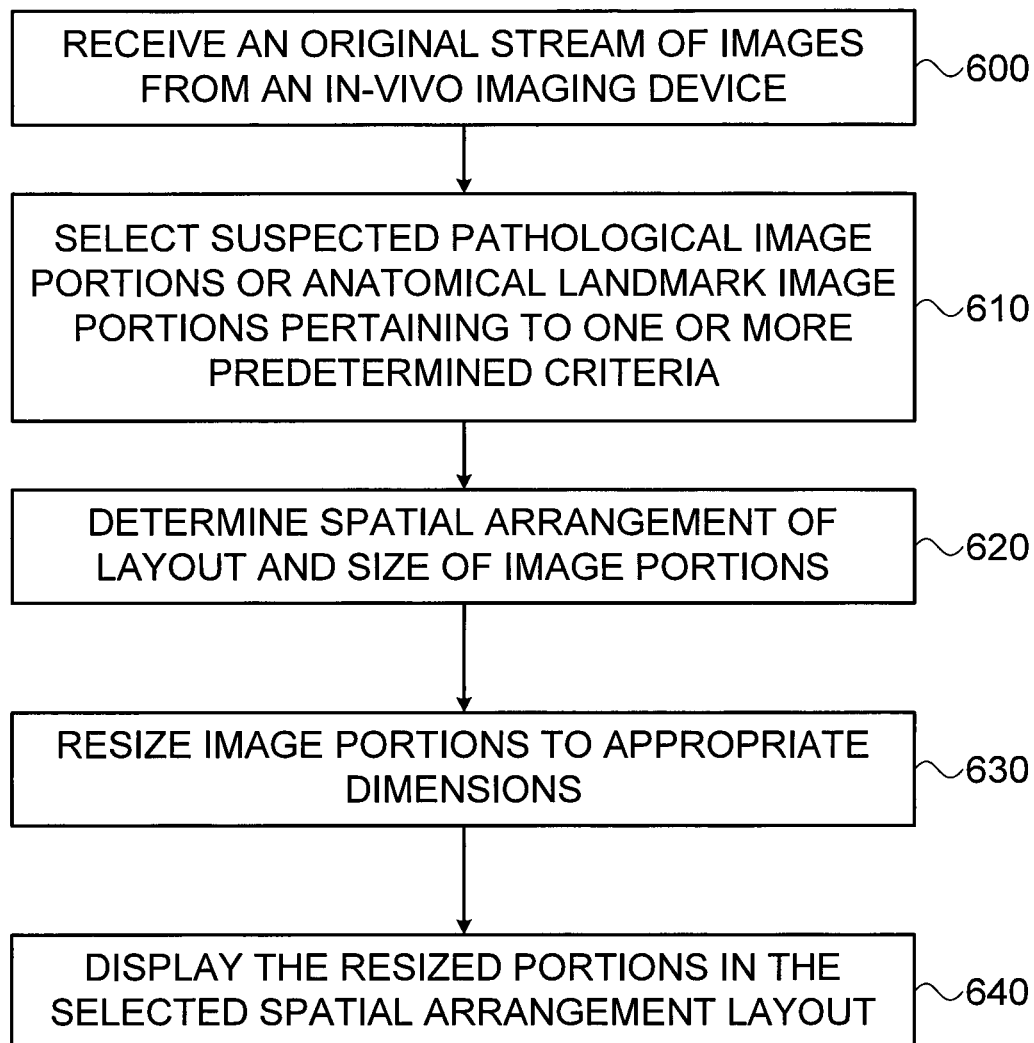 RECEIVE AN ORIGINAL STREAM OF IMAGES
FROM AN IN-VIVO IMAGING DEVICE
600
SELECT SUSPECTED PATHOLOGICAL IMAGE
PORTIONS OR ANATOMICAL LANDMARK IMAGE
PORTIONS PERTAINING TO ONE OR MORE
PREDETERMINED CRITERIA
610
DETERMINE SPATIAL ARRANGEMENT OF
LAYOUT AND SIZE OF IMAGE PORTIONS
620
RESIZE IMAGE PORTIONS TO APPROPRIATE
DIMENSIONS
630
DISPLAY THE RESIZED PORTIONS IN THE
SELECTED SPATIAL ARRANGEMENT LAYOUT
640